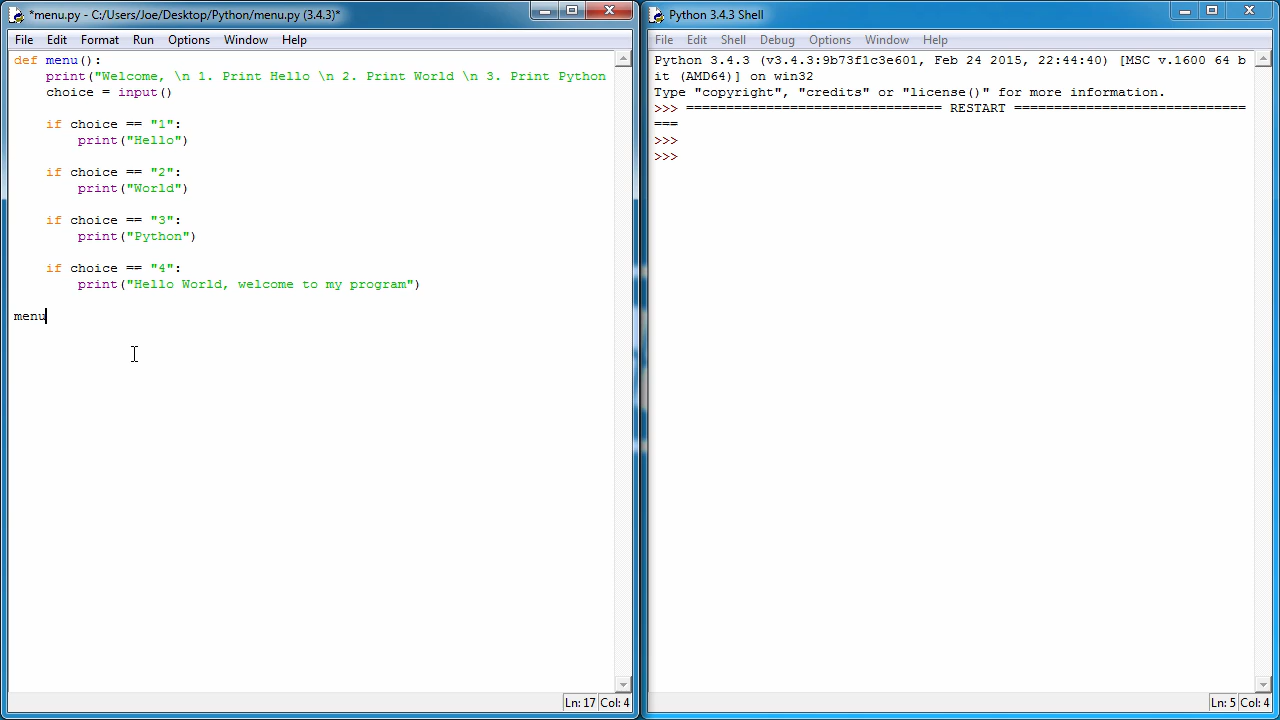 *menu.py - C:/Users/Joe/Desktop/Python/menu.py (3.4.3)*
File Edit Format Run Options Window Help
def menu():
    print("Welcome, \n 1. Print Hello \n 2. Print World \n 3. Print Python
    choice = input()
    if choice == "1":
        print("Hello")
    if choice == "2":
        print("World")
    if choice == "3":
        print("Python")
    if choice == "4":
        print("Hello World, welcome to my program")
menu
Ln: 17 Col: 4
Python 3.4.3 Shell
File Edit Shell Debug Options Window Help
Python 3.4.3 (v3.4.3:9b73f1c3e601, Feb 24 2015, 22:44:40) [MSC v.1600 64 b
it (AMD64)] on win32
Type "copyright", "credits" or "license()" for more information.
>>> ================================ RESTART =============================
===
>>>
>>>
Ln: 5 Col: 4